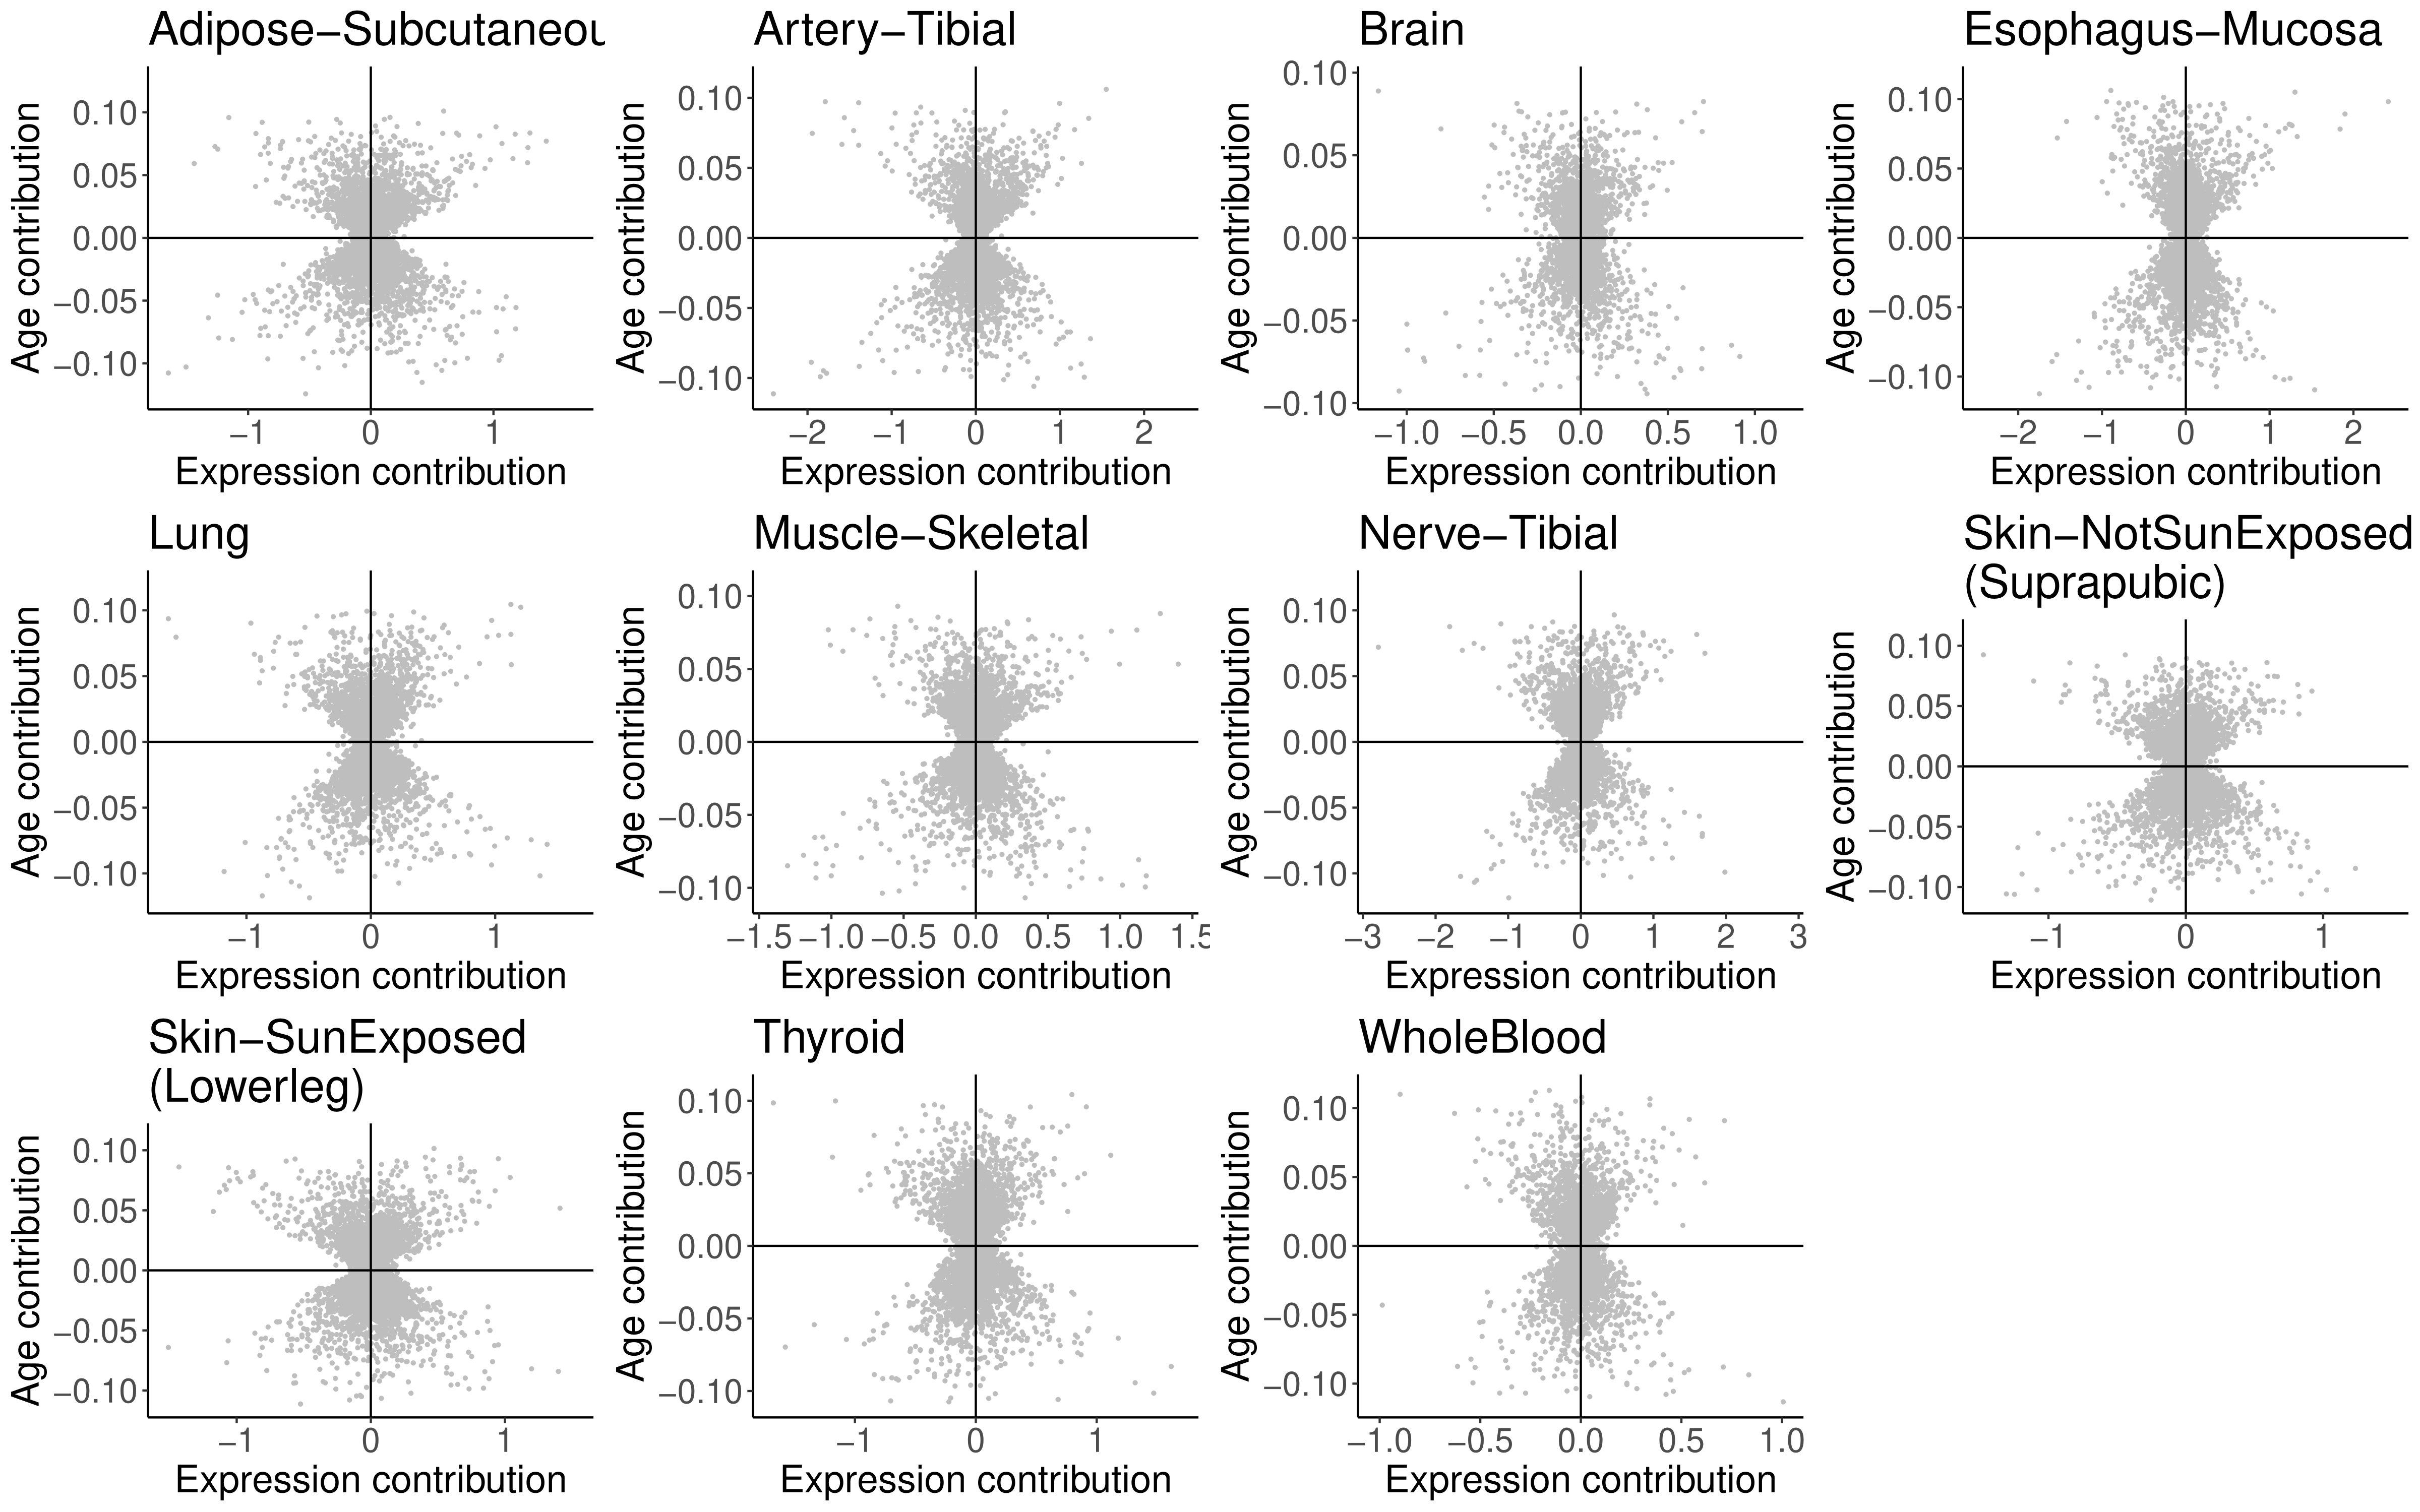 Adipose−Subcutaneou
Age contribution
0.10
0.05
0.00
−0.05
−0.10
−1 0 1
Expression contribution
Artery−Tibial
Age contribution
0.10
0.05
0.00
−0.05
−0.10
−2 −1 0 1 2
Expression contribution
Brain
Age contribution
0.10
0.05
0.00
−0.05
−0.10
−1.0 −0.5 0.0 0.5 1.0
Expression contribution
Esophagus−Mucosa
Age contribution
0.10
0.05
0.00
−0.05
−0.10
−2 −1 0 1 2
Expression contribution
Lung
Age contribution
0.10
0.05
0.00
−0.05
−0.10
−1 0 1
Expression contribution
Muscle−Skeletal
Age contribution
0.10
0.05
0.00
−0.05
−0.10
−1.5 −1.0 −0.5 0.0 0.5 1.0 1.5
Expression contribution
Nerve−Tibial
Age contribution
0.10
0.05
0.00
−0.05
−0.10
−3 −2 −1 0 1 2 3
Expression contribution
Skin−NotSunExposed
(Suprapubic)
Age contribution
0.10
0.05
0.00
−0.05
−0.10
−1 0 1
Expression contribution
Skin−SunExposed
(Lowerleg)
Age contribution
0.10
0.05
0.00
−0.05
−0.10
−1 0 1
Expression contribution
Thyroid
Age contribution
0.10
0.05
0.00
−0.05
−0.10
−1 0 1
Expression contribution
WholeBlood
Age contribution
0.10
0.05
0.00
−0.05
−0.10
−1.0 −0.5 0.0 0.5 1.0
Expression contribution